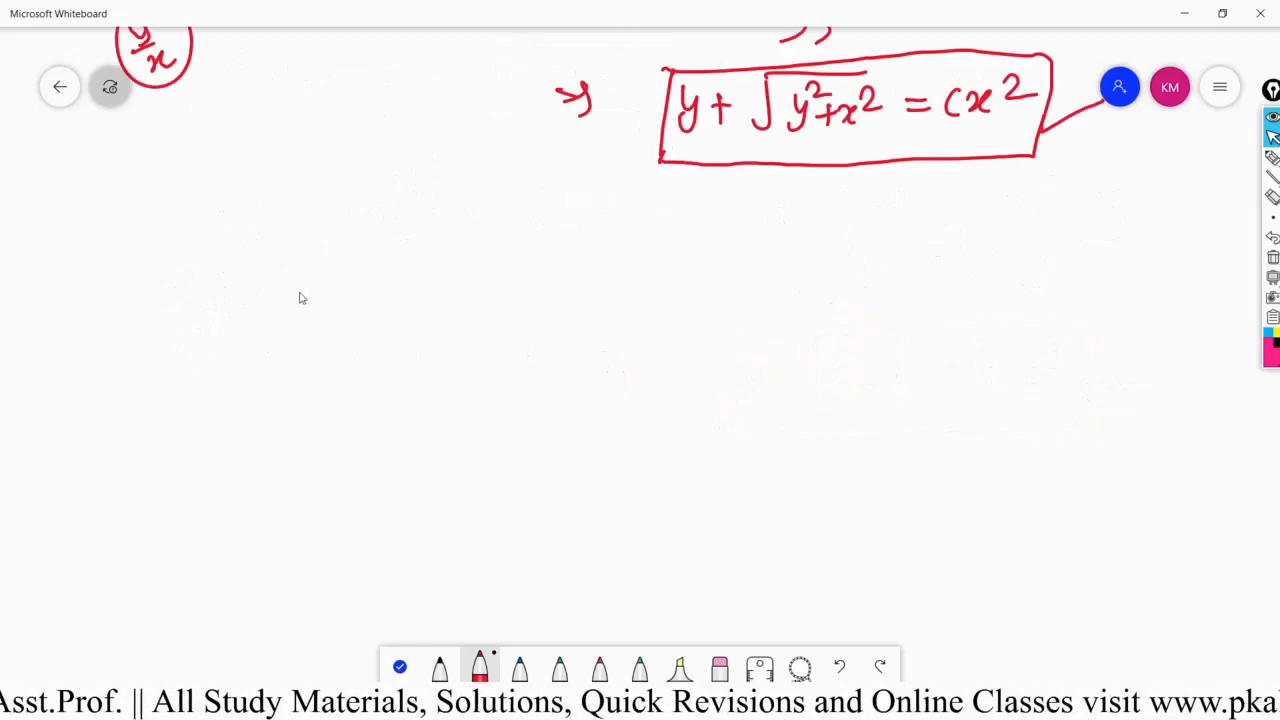 Microsoft Whiteboard
y/x
⇒ y + √(y²+x²) = cx²
KM
Asst.Prof. || All Study Materials, Solutions, Quick Revisions and Online Classes visit www.pka